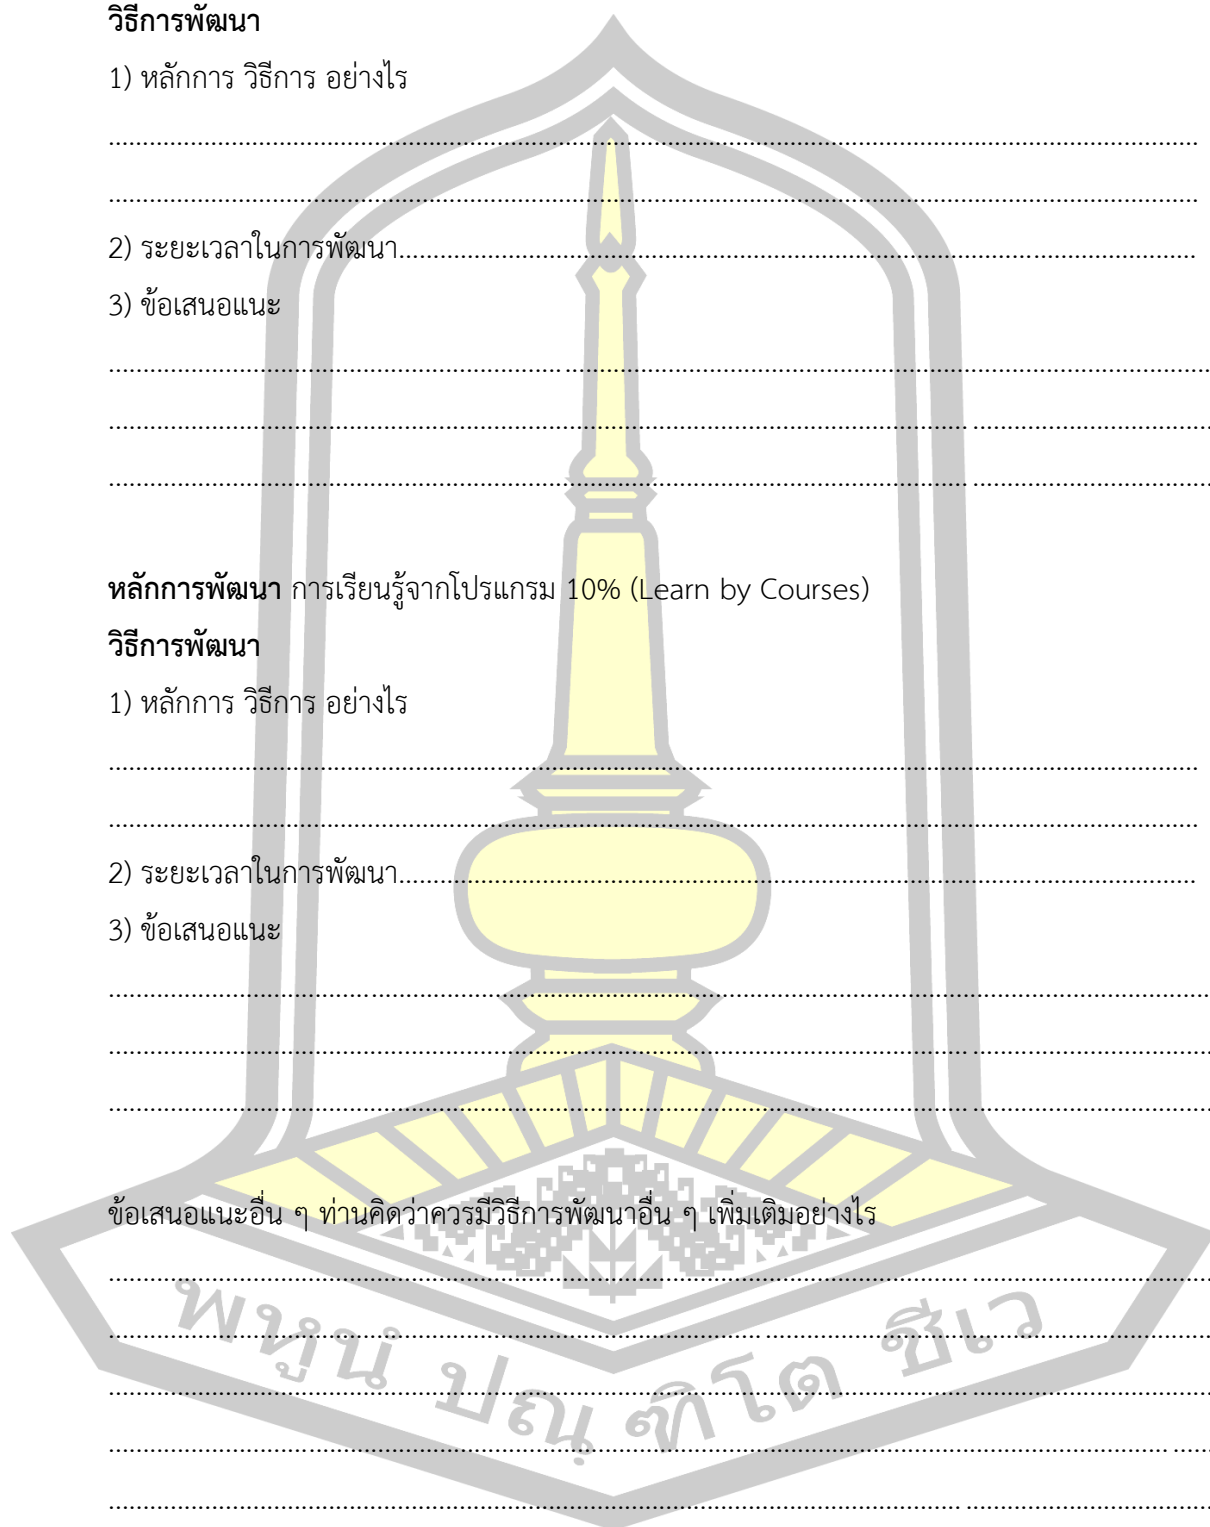 วิธีการพัฒนา
1) หลักการ วิธีการ อย่างไร
................................................................................
................................................................................
2) ระยะเวลาในการพัฒนา................................................................................
3) ข้อเสนอแนะ
................................................................................
................................................................................
................................................................................
หลักการพัฒนา การเรียนรู้จากโปรแกรม 10% (Learn by Courses)
วิธีการพัฒนา
1) หลักการ วิธีการ อย่างไร
................................................................................
................................................................................
2) ระยะเวลาในการพัฒนา................................................................................
3) ข้อเสนอแนะ
................................................................................
................................................................................
................................................................................
ข้อเสนอแนะอื่น ๆ ท่านคิดว่าควรมีวิธีการพัฒนาอื่น ๆ เพิ่มเติมอย่างไร
................................................................................
................................................................................
................................................................................
................................................................................
................................................................................
พหูนํ ปณฺฑิโต ชีเว